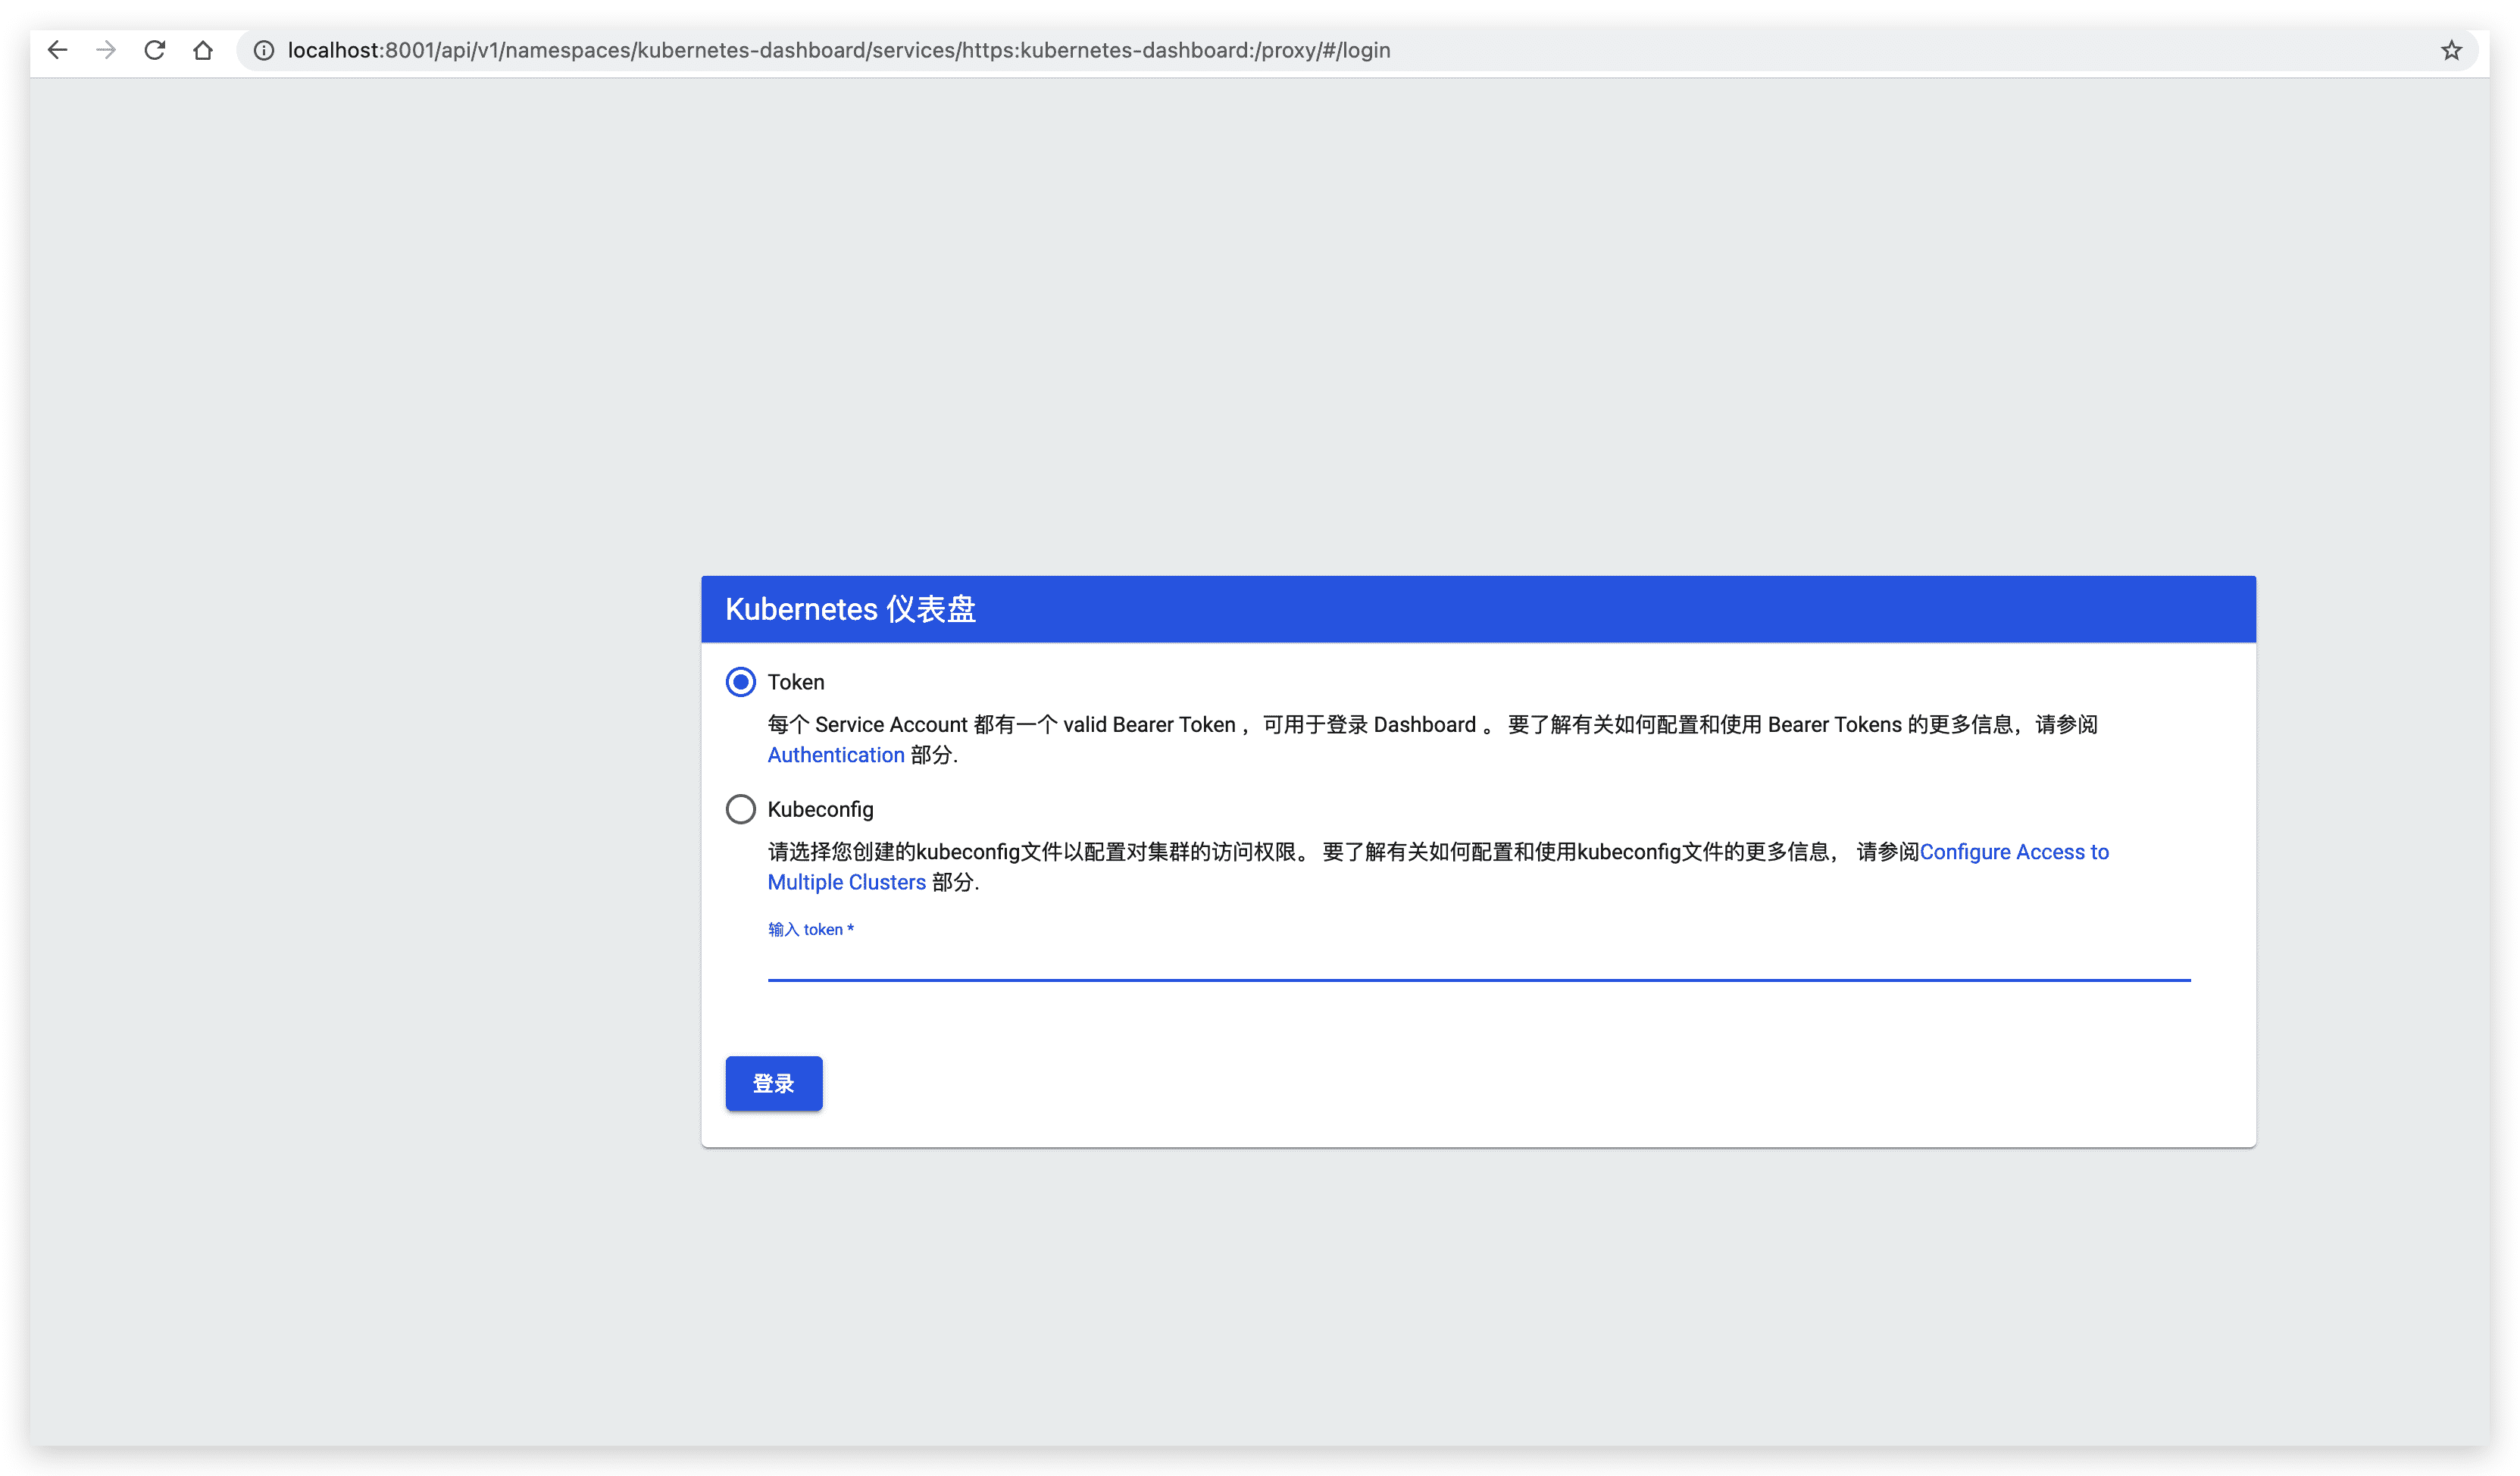 localhost:8001/api/v1/namespaces/kubernetes-dashboard/services/https:kubernetes-dashboard:/proxy/#/login
Kubernetes 仪表盘
Token
每个 Service Account 都有一个 valid Bearer Token ，可用于登录 Dashboard 。 要了解有关如何配置和使用 Bearer Tokens 的更多信息，请参阅
Authentication 部分.
Kubeconfig
请选择您创建的kubeconfig文件以配置对集群的访问权限。 要了解有关如何配置和使用kubeconfig文件的更多信息， 请参阅Configure Access to
Multiple Clusters 部分.
输入 token *
登录